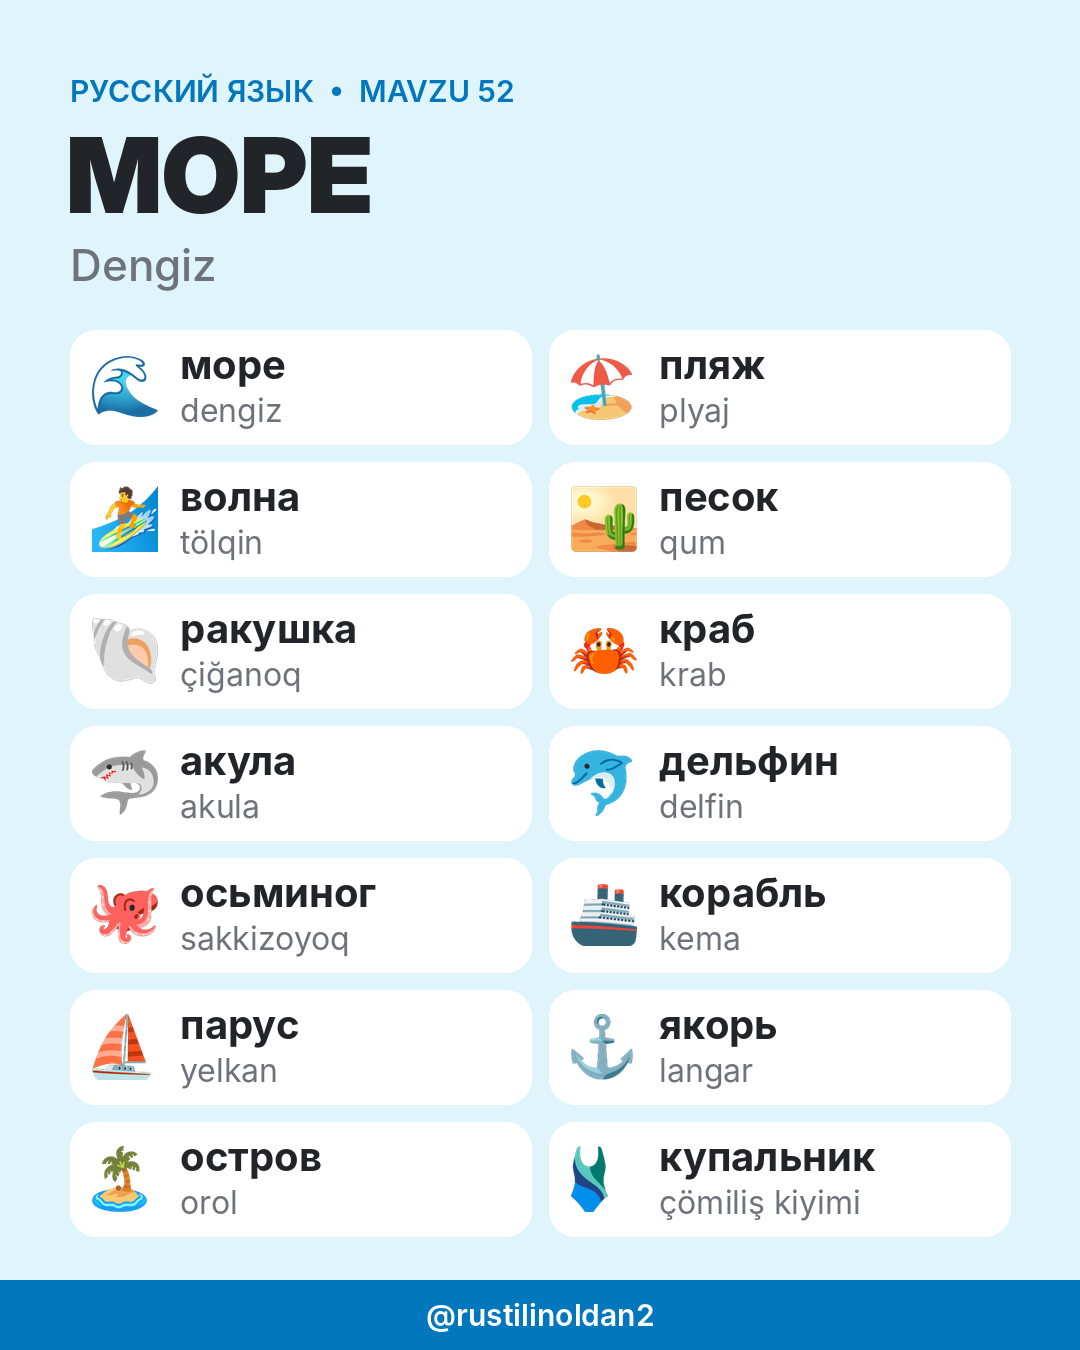 РУССКИЙ ЯЗЫК • MAVZU 52
МОРЕ
Dengiz
море
dengiz
пляж
plyaj
волна
tölqin
песок
qum
ракушка
çiğanoq
краб
krab
акула
akula
дельфин
delfin
осьминог
sakkizoyoq
корабль
kema
парус
yelkan
якорь
langar
остров
orol
купальник
çömiliş kiyimi
@rustilinoldan2